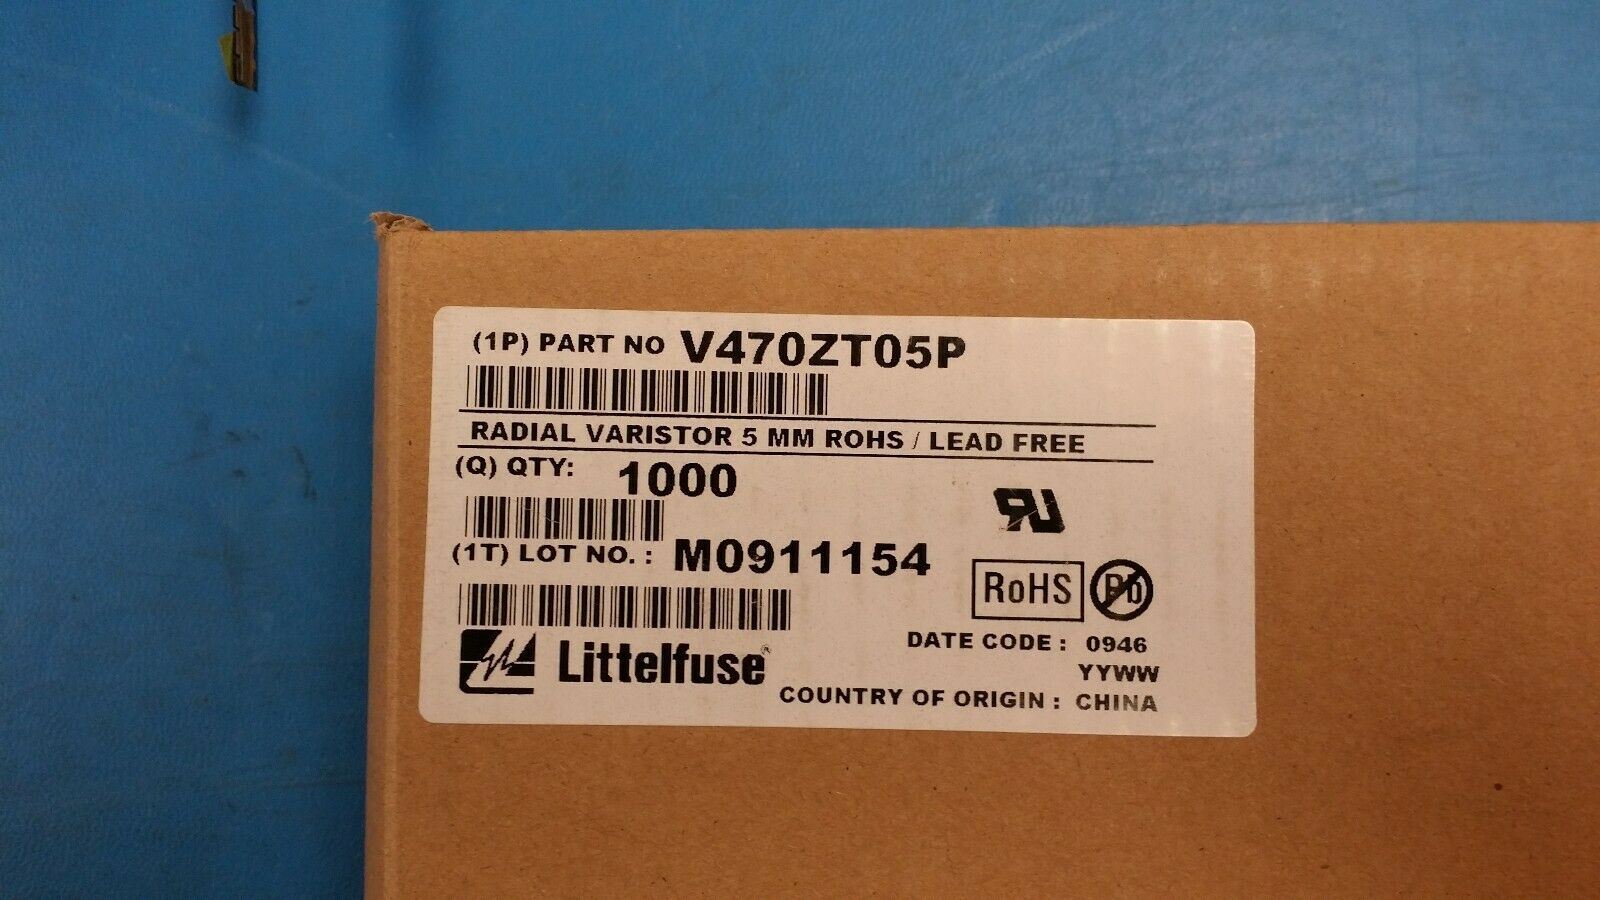 (1P) PART NO V470ZT05P
RADIAL VARISTOR 5 MM ROHS / LEAD FREE
(Q) QTY: 1000
(1T) LOT NO. : M0911154
RoHS Pb
DATE CODE : 0946
YYWW
Littelfuse®
COUNTRY OF ORIGIN : CHINA